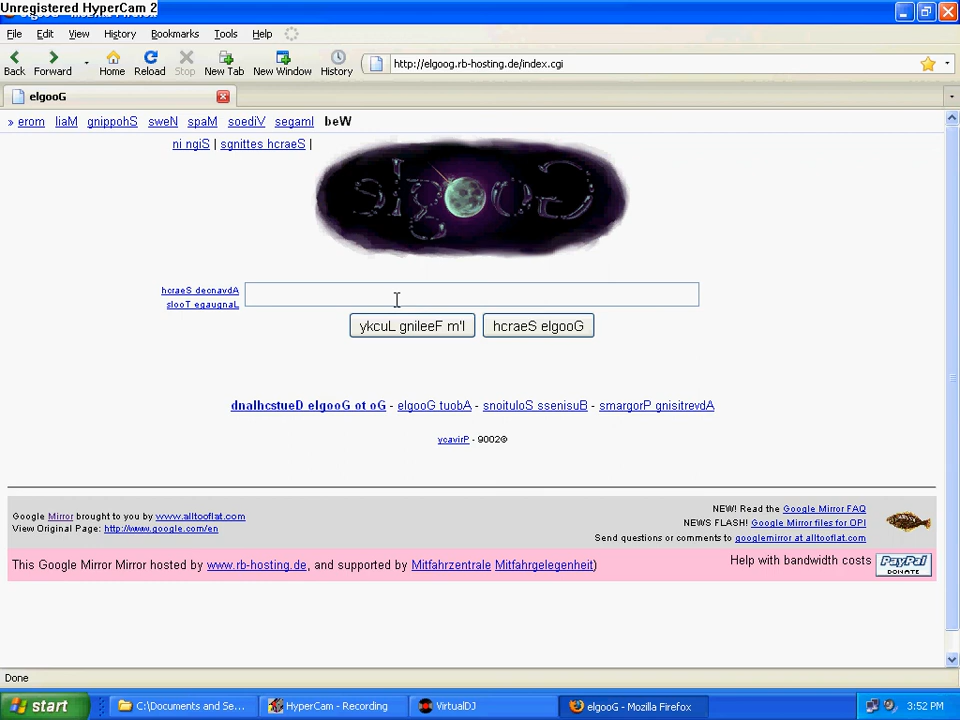 Unregistered HyperCam 2
File Edit View History Bookmarks Tools Help
Back Forward Home Reload Stop New Tab New Window History http://elgoog.rb-hosting.de/index.cgi
elgooG
» erom liaM gnippohS sweN spaM soediV segamI beW
ni ngiS | sgnittes hcraeS |
elgooG
hcraeS decnavdA
slooT egaugnaL
ykcuL gnileeF m'I hcraeS elgooG
dnalhcstueD elgooG ot oG - elgooG tuobA - snoituloS ssenisuB - smargorP gnisitrevdA
ycavirP - 9002©
Google Mirror brought to you by www.alltooflat.com
View Original Page: http://www.google.com/en
NEW! Read the Google Mirror FAQ
NEWS FLASH! Google Mirror files for OPI
Send questions or comments to googlemirror at alltooflat.com
This Google Mirror Mirror hosted by www.rb-hosting.de, and supported by Mitfahrzentrale Mitfahrgelegenheit)
Help with bandwidth costs PayPal
DONATE
Done
start C:\Documents and Se... HyperCam - Recording VirtualDJ elgooG - Mozilla Firefox 3:52 PM